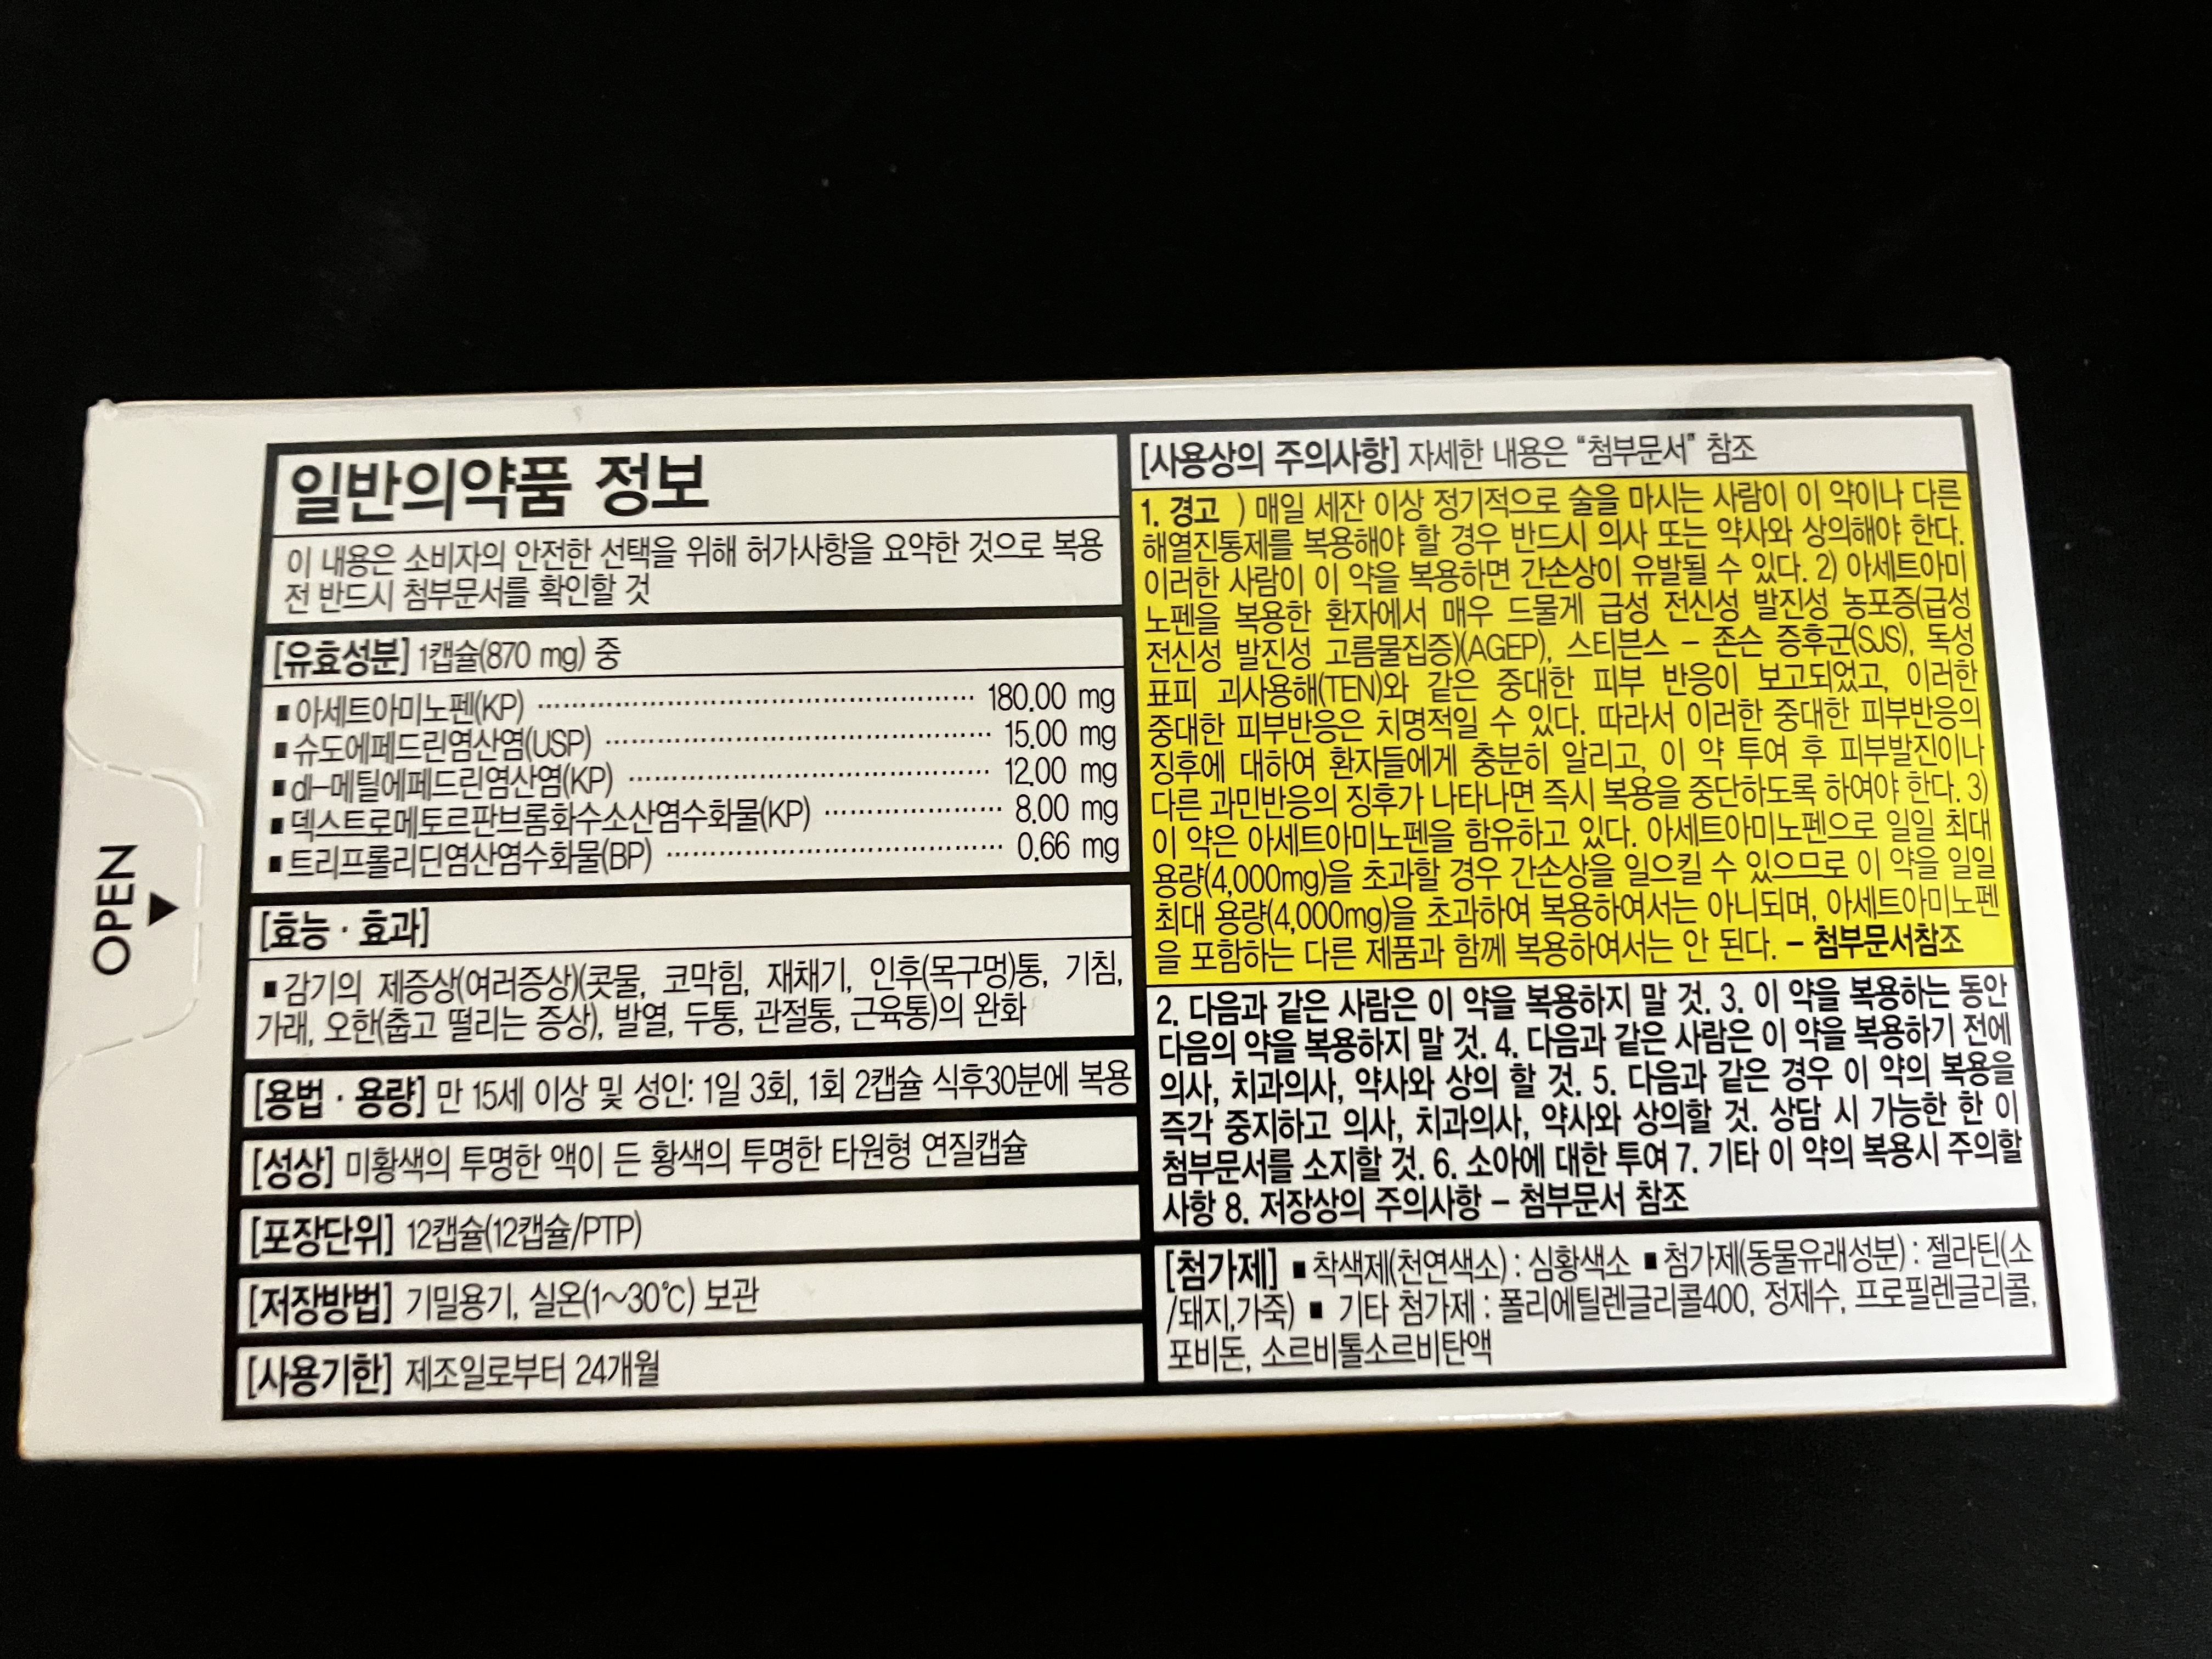 OPEN
일반의약품 정보
이 내용은 소비자의 안전한 선택을 위해 허가사항을 요약한 것으로 복용
전 반드시 첨부문서를 확인할 것
[유효성분] 1캡슐(870 mg) 중
■ 아세트아미노펜(KP) 180.00 mg
■ 슈도에페드린염산염(USP) 15.00 mg
■ dl-메틸에페드린염산염(KP) 12.00 mg
■ 덱스트로메토르판브롬화수소산염수화물(KP) 8.00 mg
■ 트리프롤리딘염산염수화물(BP) 0.66 mg
[효능 · 효과]
■ 감기의 제증상(여러증상)(콧물, 코막힘, 재채기, 인후(목구멍)통, 기침,
가래, 오한(춥고 떨리는 증상), 발열, 두통, 관절통, 근육통)의 완화
[용법 · 용량] 만 15세 이상 및 성인: 1일 3회, 1회 2캡슐 식후30분에 복용
[성상] 미황색의 투명한 액이 든 황색의 투명한 타원형 연질캡슐
[포장단위] 12캡슐(12캡슐/PTP)
[저장방법] 기밀용기, 실온(1~30℃) 보관
[사용기한] 제조일로부터 24개월
[사용상의 주의사항] 자세한 내용은 “첨부문서” 참조
1. 경고 ) 매일 세잔 이상 정기적으로 술을 마시는 사람이 이 약이나 다른
해열진통제를 복용해야 할 경우 반드시 의사 또는 약사와 상의해야 한다.
이러한 사람이 이 약을 복용하면 간손상이 유발될 수 있다. 2) 아세트아미
노펜을 복용한 환자에서 매우 드물게 급성 전신성 발진성 농포증(급성
전신성 발진성 고름물집증)(AGEP), 스티븐스 - 존슨 증후군(SJS), 독성
표피 괴사용해(TEN)와 같은 중대한 피부 반응이 보고되었고, 이러한
중대한 피부반응은 치명적일 수 있다. 따라서 이러한 중대한 피부반응의
징후에 대하여 환자들에게 충분히 알리고, 이 약 투여 후 피부발진이나
다른 과민반응의 징후가 나타나면 즉시 복용을 중단하도록 하여야 한다. 3)
이 약은 아세트아미노펜을 함유하고 있다. 아세트아미노펜으로 일일 최대
용량(4,000mg)을 초과할 경우 간손상을 일으킬 수 있으므로 이 약을 일일
최대 용량(4,000mg)을 초과하여 복용하여서는 아니되며, 아세트아미노펜
을 포함하는 다른 제품과 함께 복용하여서는 안 된다. - 첨부문서참조
2. 다음과 같은 사람은 이 약을 복용하지 말 것. 3. 이 약을 복용하는 동안
다음의 약을 복용하지 말 것. 4. 다음과 같은 사람은 이 약을 복용하기 전에
의사, 치과의사, 약사와 상의 할 것. 5. 다음과 같은 경우 이 약의 복용을
즉각 중지하고 의사, 치과의사, 약사와 상의할 것. 상담 시 가능한 한 이
첨부문서를 소지할 것. 6. 소아에 대한 투여 7. 기타 이 약의 복용시 주의할
사항 8. 저장상의 주의사항 - 첨부문서 참조
[첨가제] ■ 착색제(천연색소) : 심황색소 ■ 첨가제(동물유래성분) : 젤라틴(소
/돼지,가죽) ■ 기타 첨가제 : 폴리에틸렌글리콜400, 정제수, 프로필렌글리콜,
포비돈, 소르비톨소르비탄액